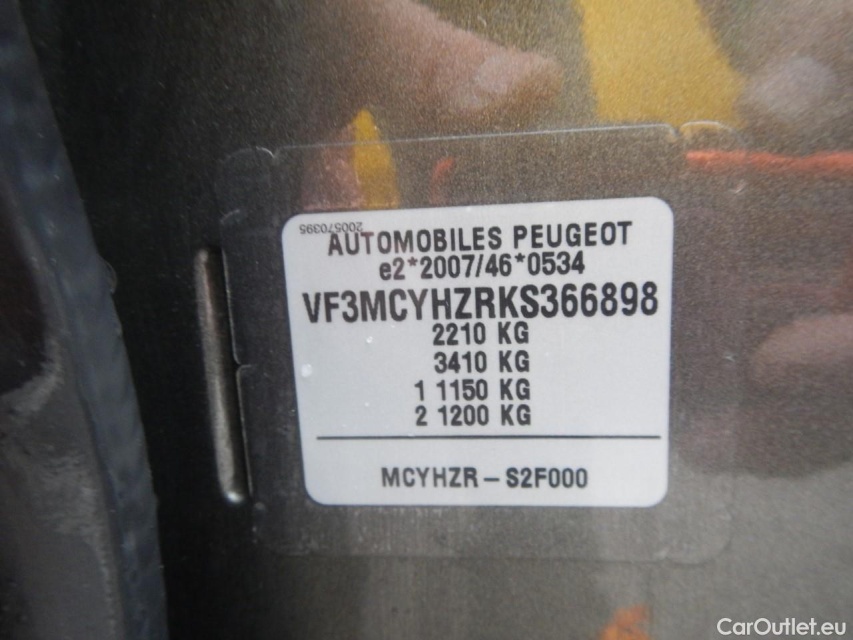 200570395
AUTOMOBILES PEUGEOT
e2*2007/46*0534
VF3MCYHZRKS366898
2210 KG
3410 KG
1 1150 KG
2 1200 KG
MCYHZR - S2F000
CarOutlet.eu